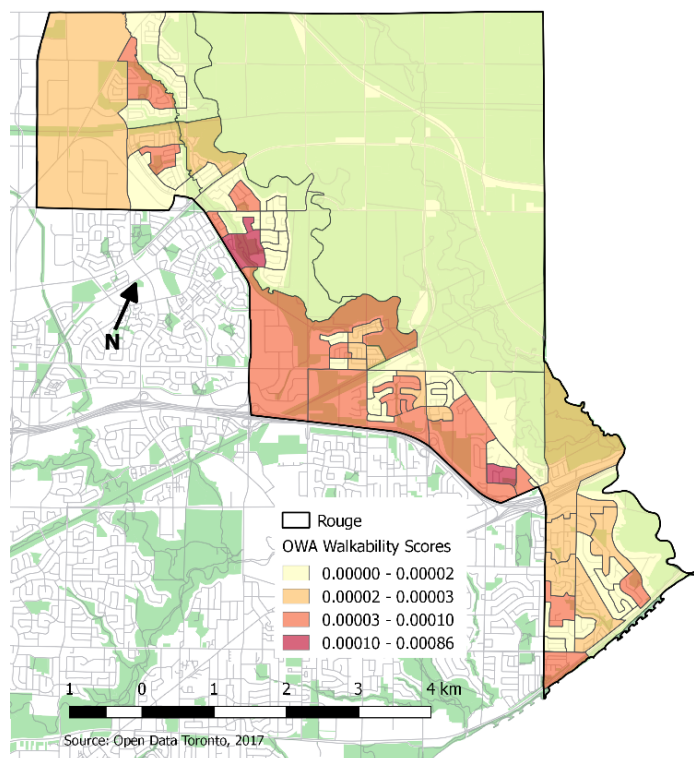 N
Rouge
OWA Walkability Scores
0.00000 - 0.00002
0.00002 - 0.00003
0.00003 - 0.00010
0.00010 - 0.00086
1 0 1 2 3 4 km
Source: Open Data Toronto, 2017